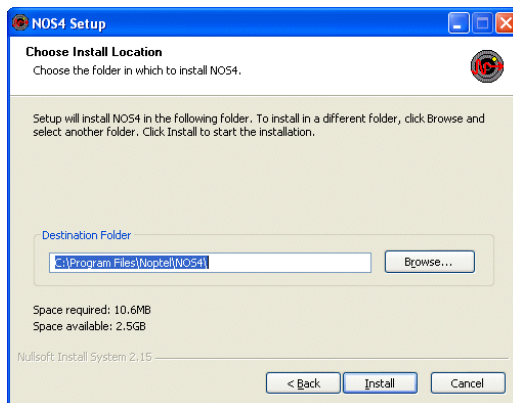 NOS4 Setup
Choose Install Location
Choose the folder in which to install NOS4.
Setup will install NOS4 in the following folder. To install in a different folder, click Browse and
select another folder. Click Install to start the installation.
Destination Folder
C:\Program Files\Noptel\NOS4\
Browse...
Space required: 10.6MB
Space available: 2.5GB
Nullsoft Install System 2.15
< Back
Install
Cancel